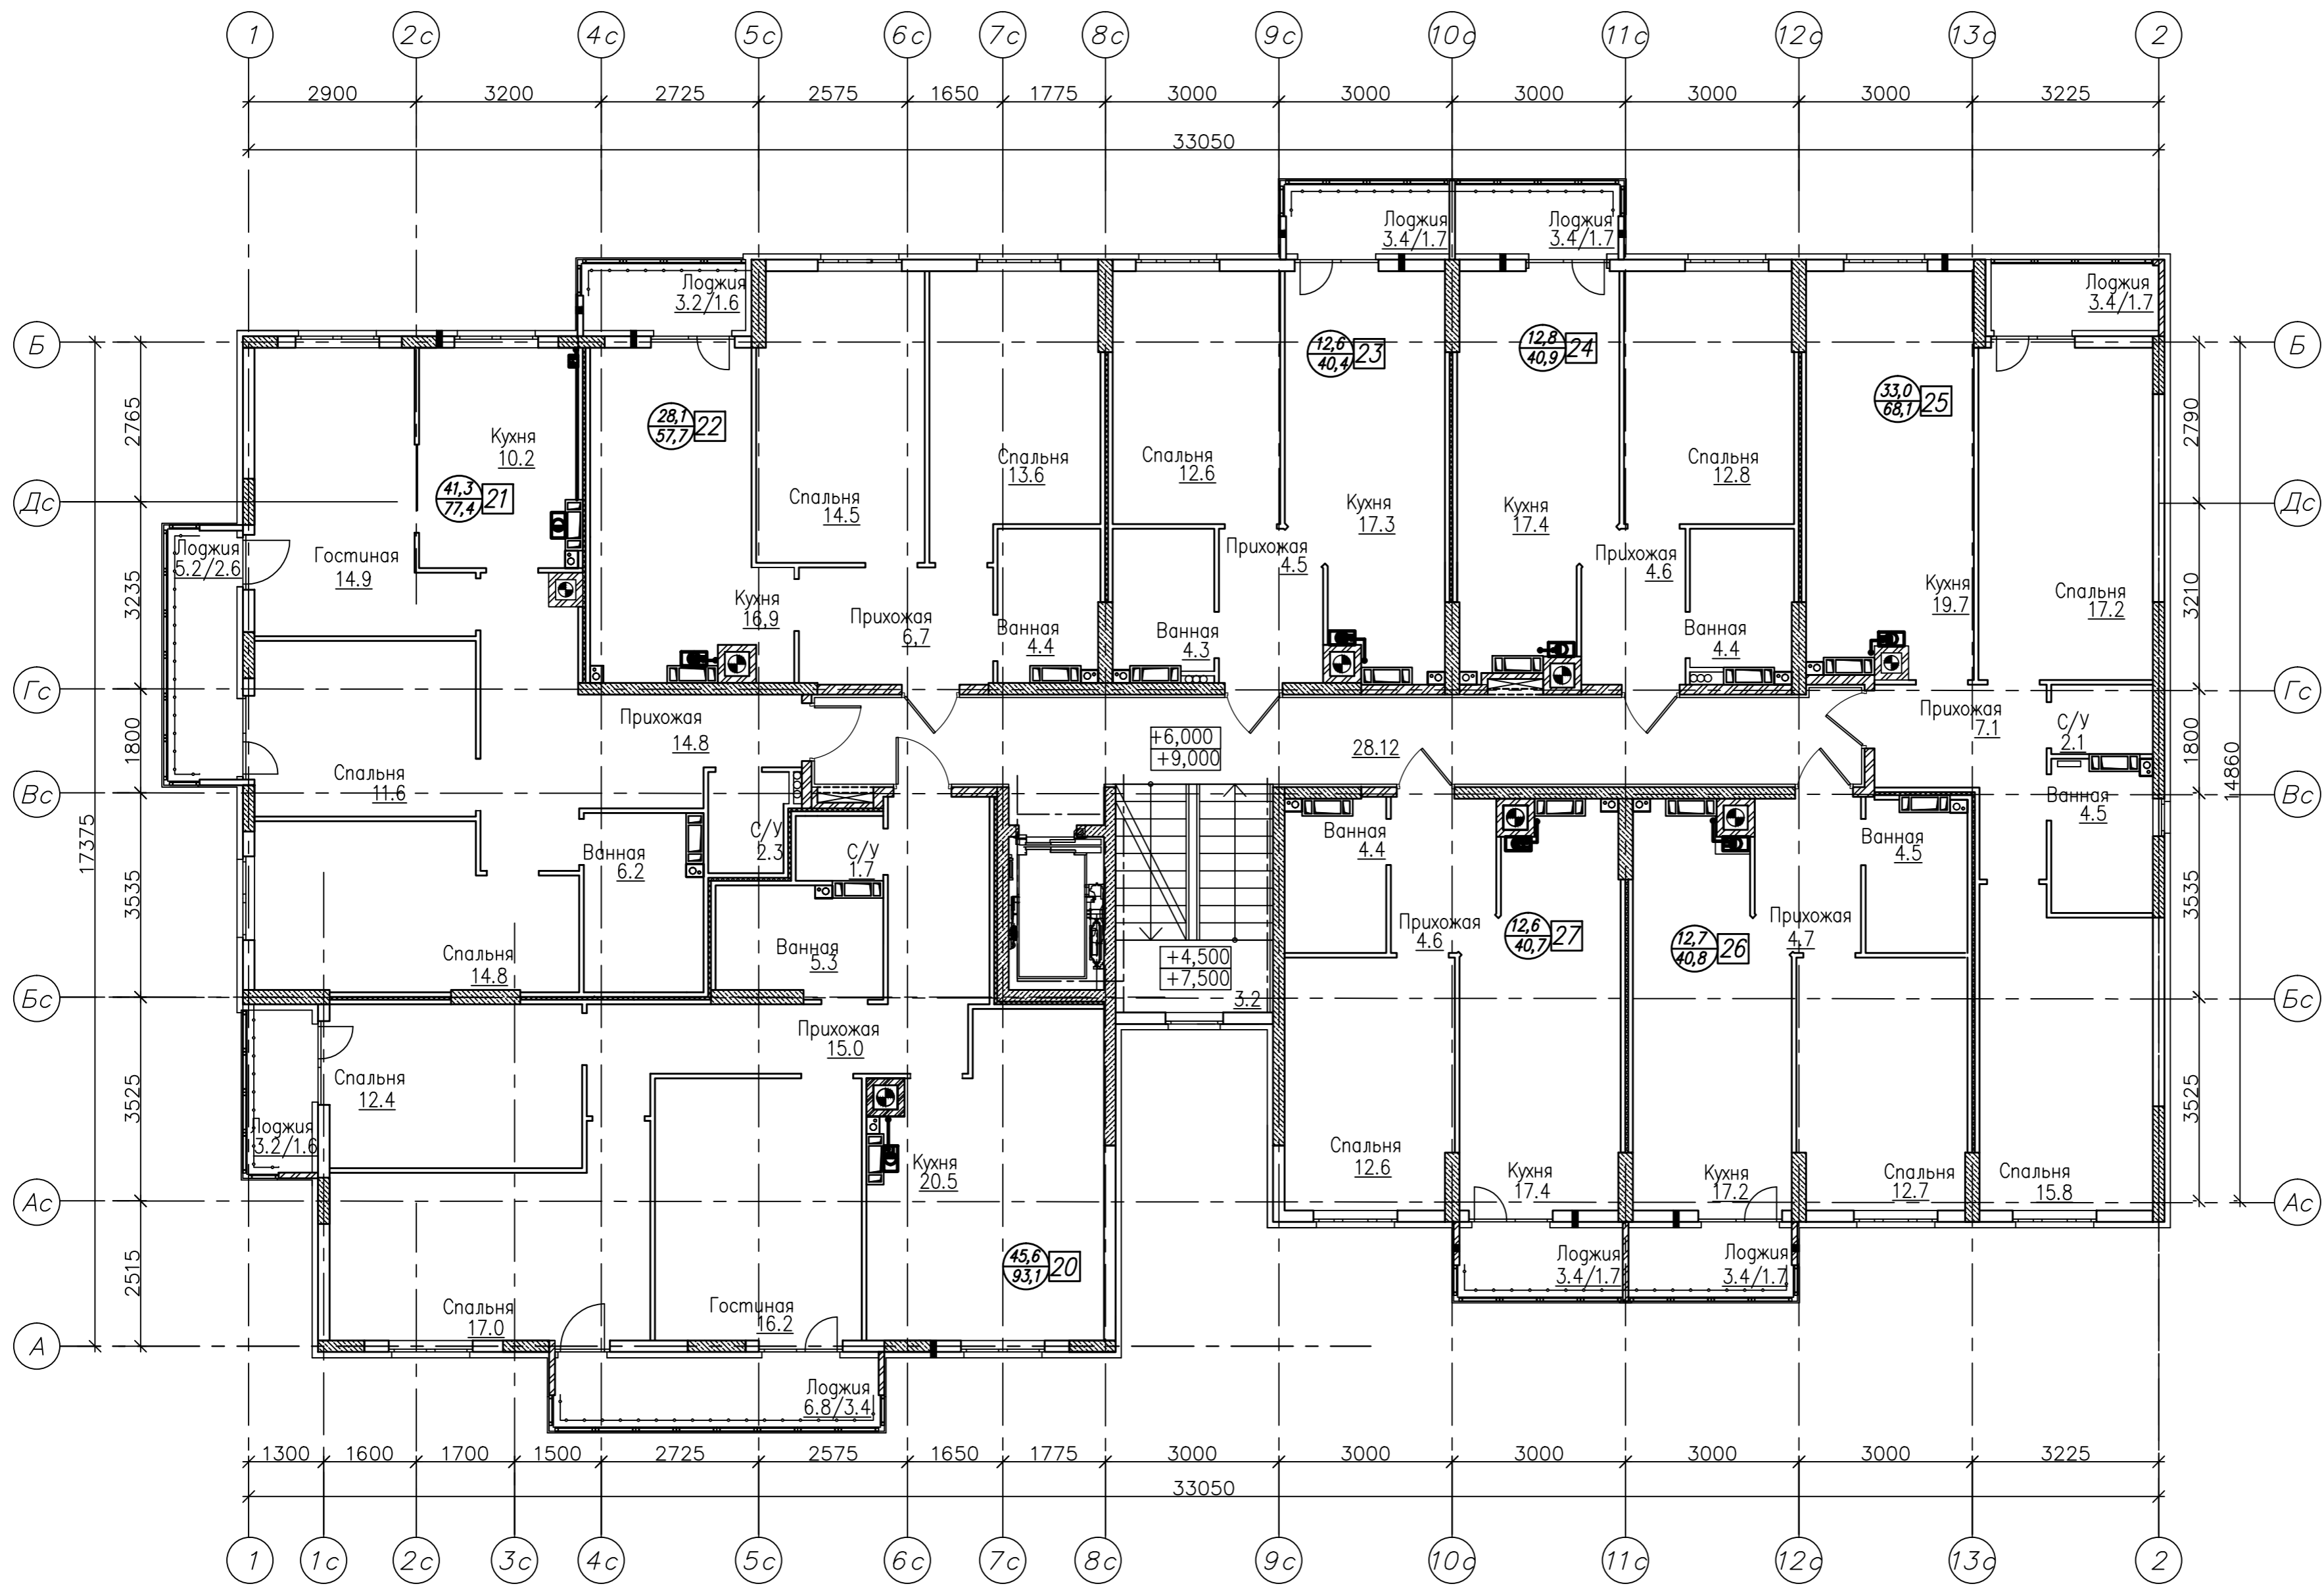 1 2с 4с 5с 6с 7с 8с 9с 10с 11с 12с 13с 2
2900 3200 2725 2575 1650 1775 3000 3000 3000 3000 3000 3225
33050
Лоджия
3.4/1.7
Лоджия
3.4/1.7
Лоджия
3.2/1.6
Лоджия
3.4/1.7
Б
Б
12,6
40,4
23
12,8
40,9
24
33,0
68,1
25
28,1
57,7
22
2765
2790
Кухня
10.2
Спальня
13.6
Спальня
12.6
Спальня
12.8
41,3
77,4
21
Спальня
14.5
Кухня
17.3
Кухня
17.4
Дс
Дс
Лоджия
5.2/2.6
Гостиная
14.9
Прихожая
4.5
Прихожая
4.6
3235
3210
Кухня
16,9
Прихожая
6,7
Ванная
4.4
Ванная
4.3
Ванная
4.4
Кухня
19.7
Спальня
17.2
Гс
Гс
Прихожая
14.8
+6,000
+9,000
28.12
Прихожая
7.1
С/У
2.1
1800
1800
14860
Спальня
11.6
Вс
Вс
Ванная
4.5
17375
Ванная
6.2
С/У
2.3
С/У
1.7
Ванная
4.4
Ванная
4.5
3535
3535
Спальня
14.8
Ванная
5.3
+4,500
+7,500
3.2
Прихожая
4.6
12,6
40,7
27
12,7
40,8
26
Прихожая
4.7
Бс
Бс
Прихожая
15.0
Спальня
12.4
3525
3525
Лоджия
3.2/1.6
Кухня
20.5
Спальня
12.6
Кухня
17.4
Кухня
17.2
Спальня
12.7
Спальня
15.8
Ас
Ас
2515
45,6
93,1
20
Лоджия
3.4/1.7
Лоджия
3.4/1.7
Спальня
17.0
Гостиная
16.2
А
Лоджия
6.8/3.4
1300 1600 1700 1500 2725 2575 1650 1775 3000 3000 3000 3000 3000 3225
33050
1 1с 2с 3с 4с 5с 6с 7с 8с 9с 10с 11с 12с 13с 2